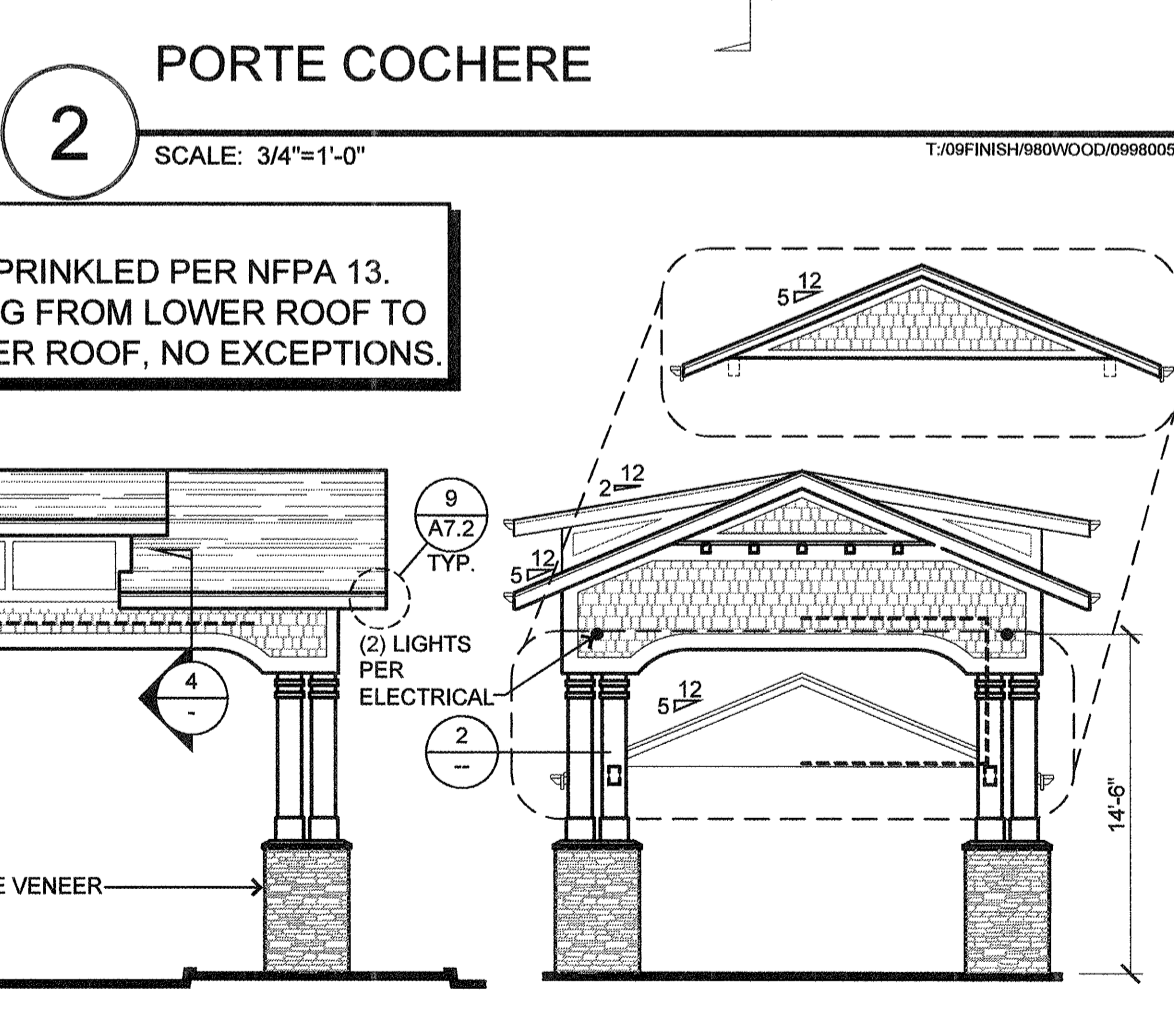 PORTE COCHERE
2
SCALE: 3/4"=1'-0"
T:/09FINISH/980WOOD/0998005
PRINKLED PER NFPA 13.
G FROM LOWER ROOF TO
ER ROOF, NO EXCEPTIONS.
12
5
12
2
9
A7.2
TYP.
12
5
(2) LIGHTS
PER
ELECTRICAL
4
-
12
5
2
--
14'-6"
E VENEER